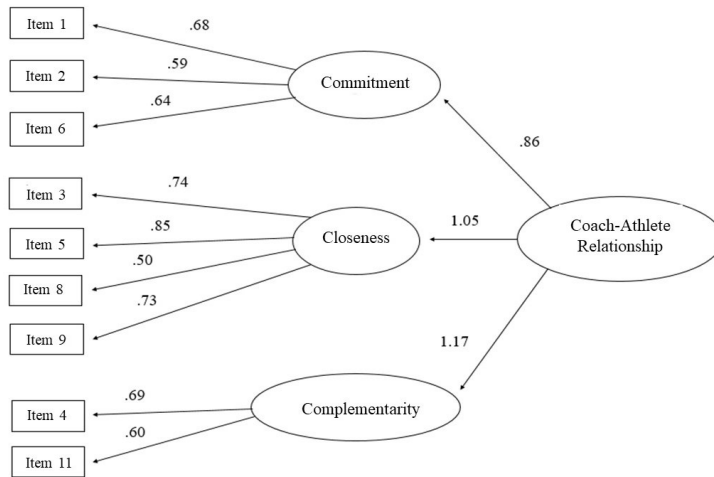 Item 1
.68
Item 2
.59
Commitment
Item 6
.64
.86
Item 3
.74
Item 5
.85
Closeness
1.05
Coach-Athlete
Relationship
Item 8
.50
Item 9
.73
1.17
Item 4
.69
Complementarity
Item 11
.60